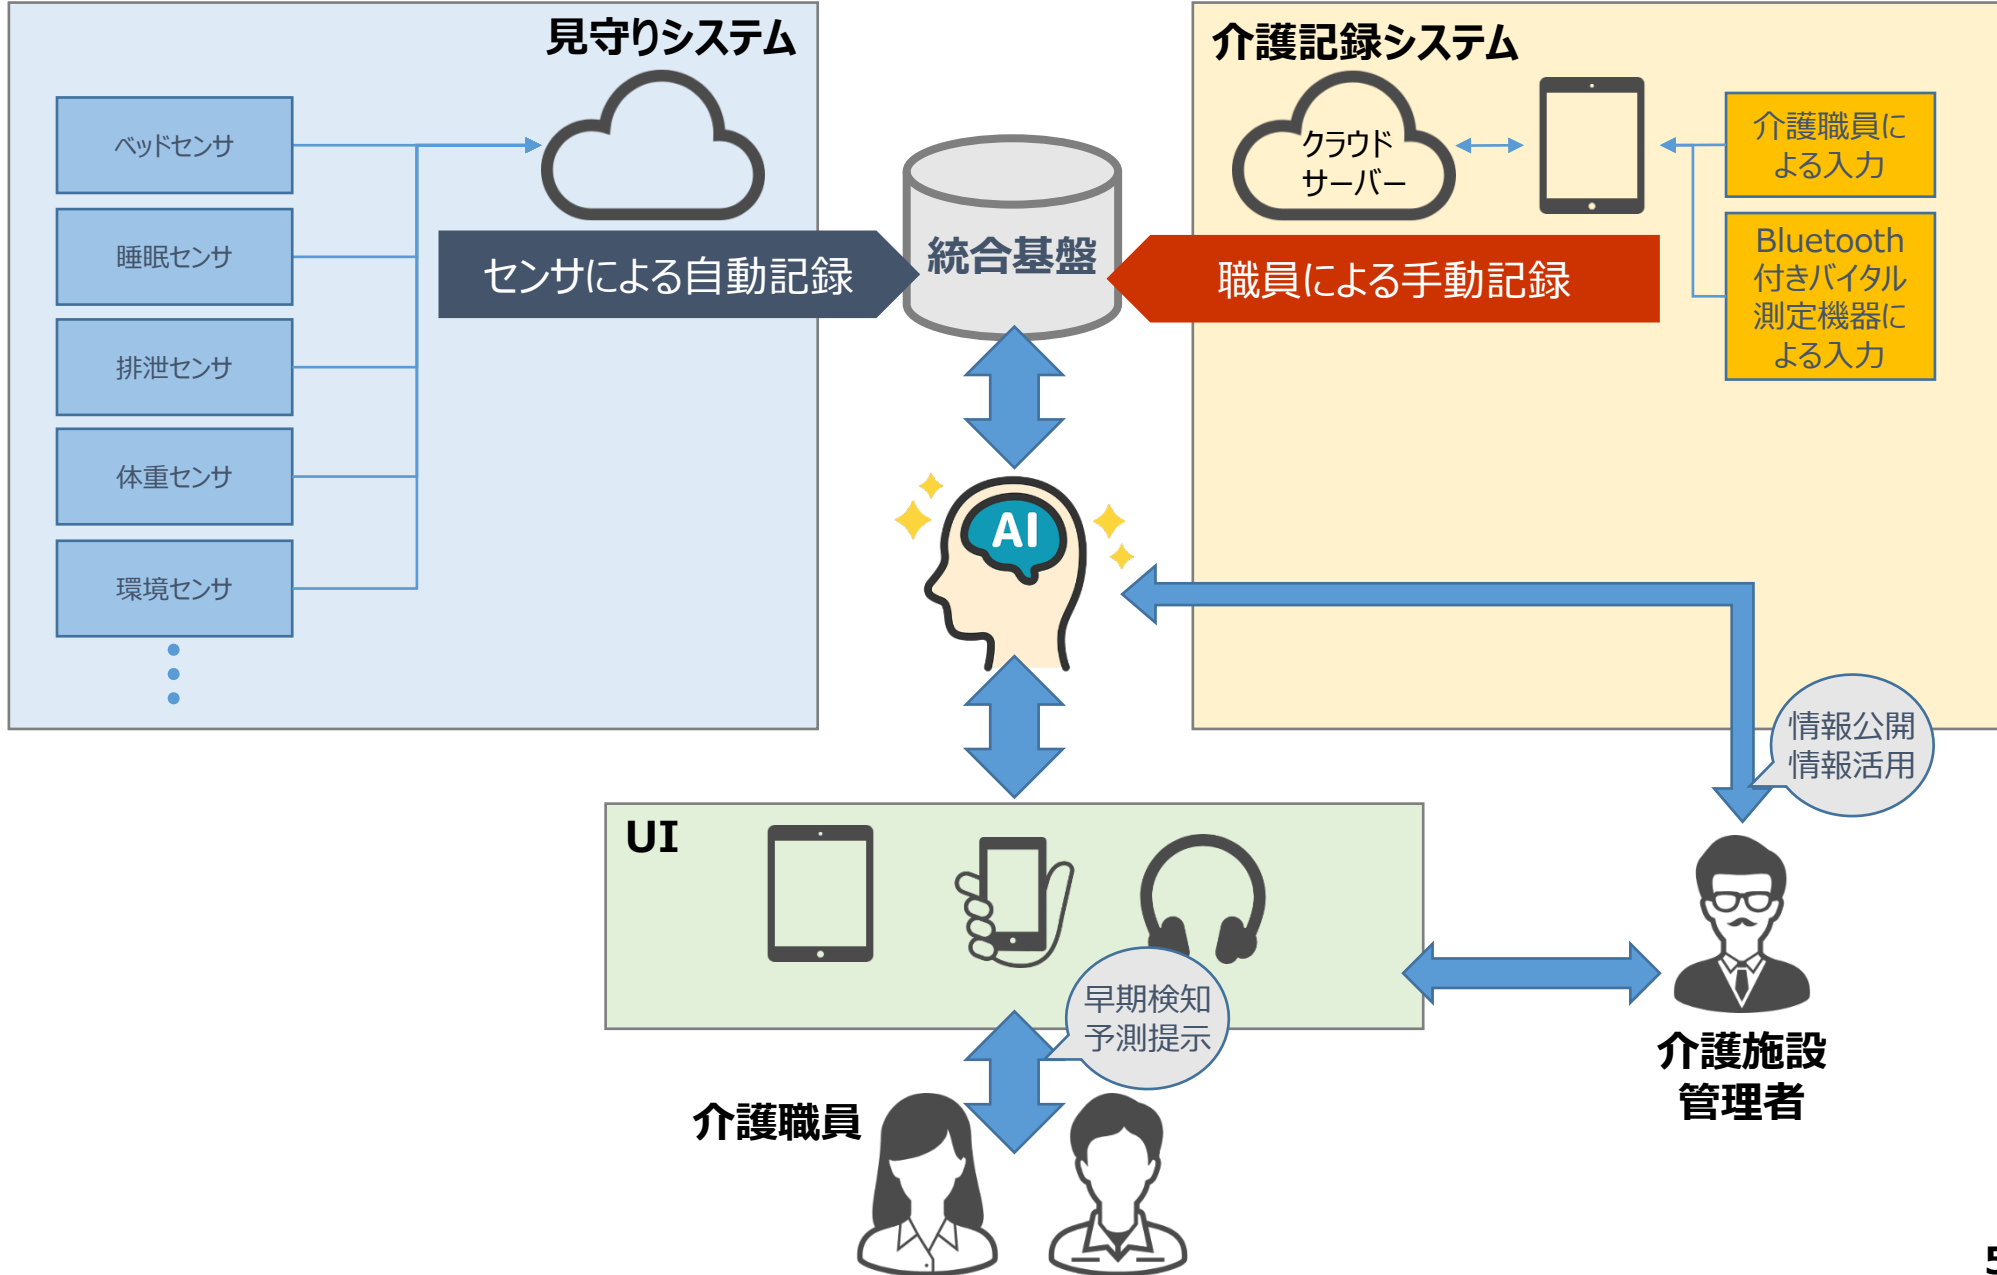 見守りシステム
ベッドセンサ
睡眠センサ
排泄センサ
体重センサ
環境センサ
センサによる自動記録
統合基盤
介護記録システム
クラウド
サーバー
介護職員に
よる入力
Bluetooth
付きバイタル
測定機器に
よる入力
職員による手動記録
AI
情報公開
情報活用
UI
早期検知
予測提示
介護職員
介護施設
管理者
5